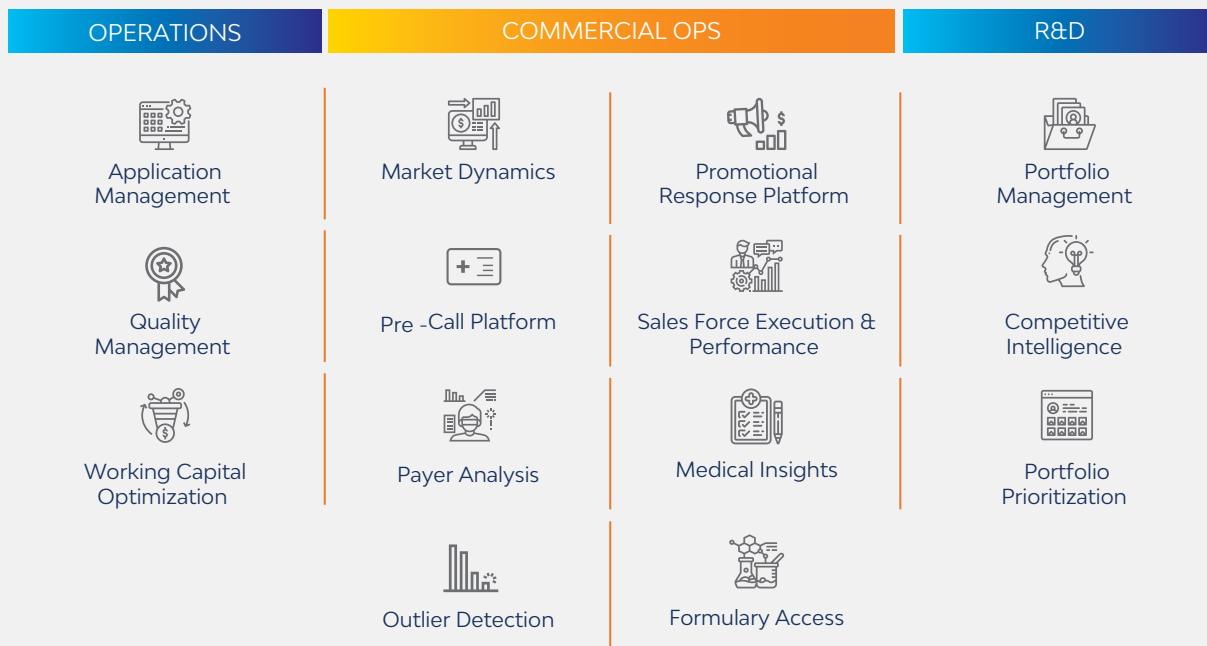 OPERATIONS
COMMERCIAL OPS
R&D
Application
Management
Market Dynamics
Promotional
Response Platform
Portfolio
Management
Quality
Management
Pre -Call Platform
Sales Force Execution &
Performance
Competitive
Intelligence
Working Capital
Optimization
Payer Analysis
Medical Insights
Portfolio
Prioritization
Outlier Detection
Formulary Access